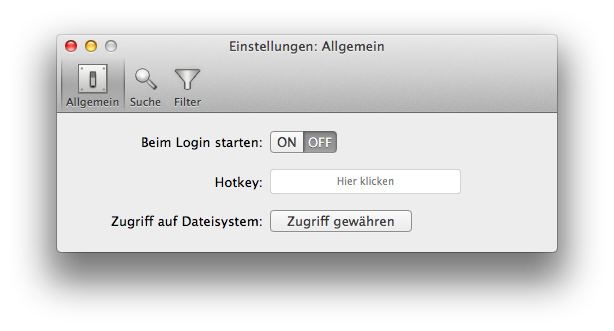 Einstellungen: Allgemein
Allgemein Suche Filter
Beim Login starten: ON OFF
Hotkey: Hier klicken
Zugriff auf Dateisystem: Zugriff gewähren